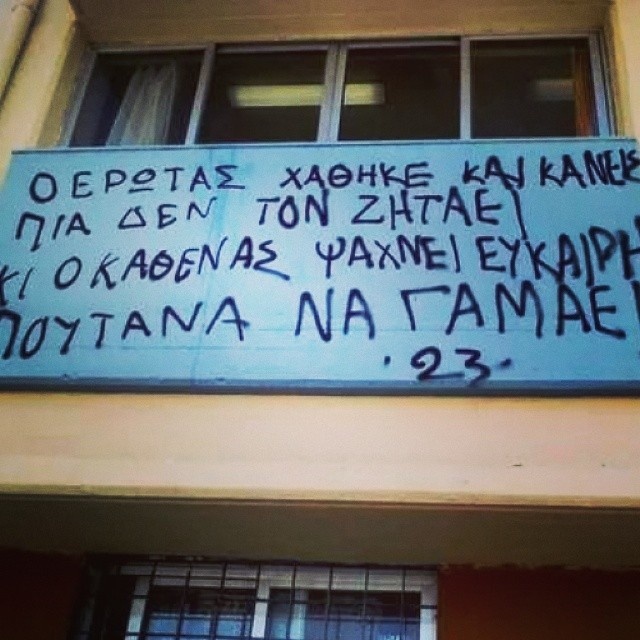 Ο ΕΡΩΤΑΣ ΧΑΘΗΚΕ ΚΑΙ ΚΑΝΕΙΣ
ΠΙΑ ΔΕΝ ΤΟΝ ΖΗΤΑΕΙ
ΚΙ Ο ΚΑΘΕΝΑΣ ΨΑΧΝΕΙ ΕΥΚΑΙΡΗ
ΠΟΥΤΑΝΑ ΝΑ ΓΑΜΑΕΙ
·23·